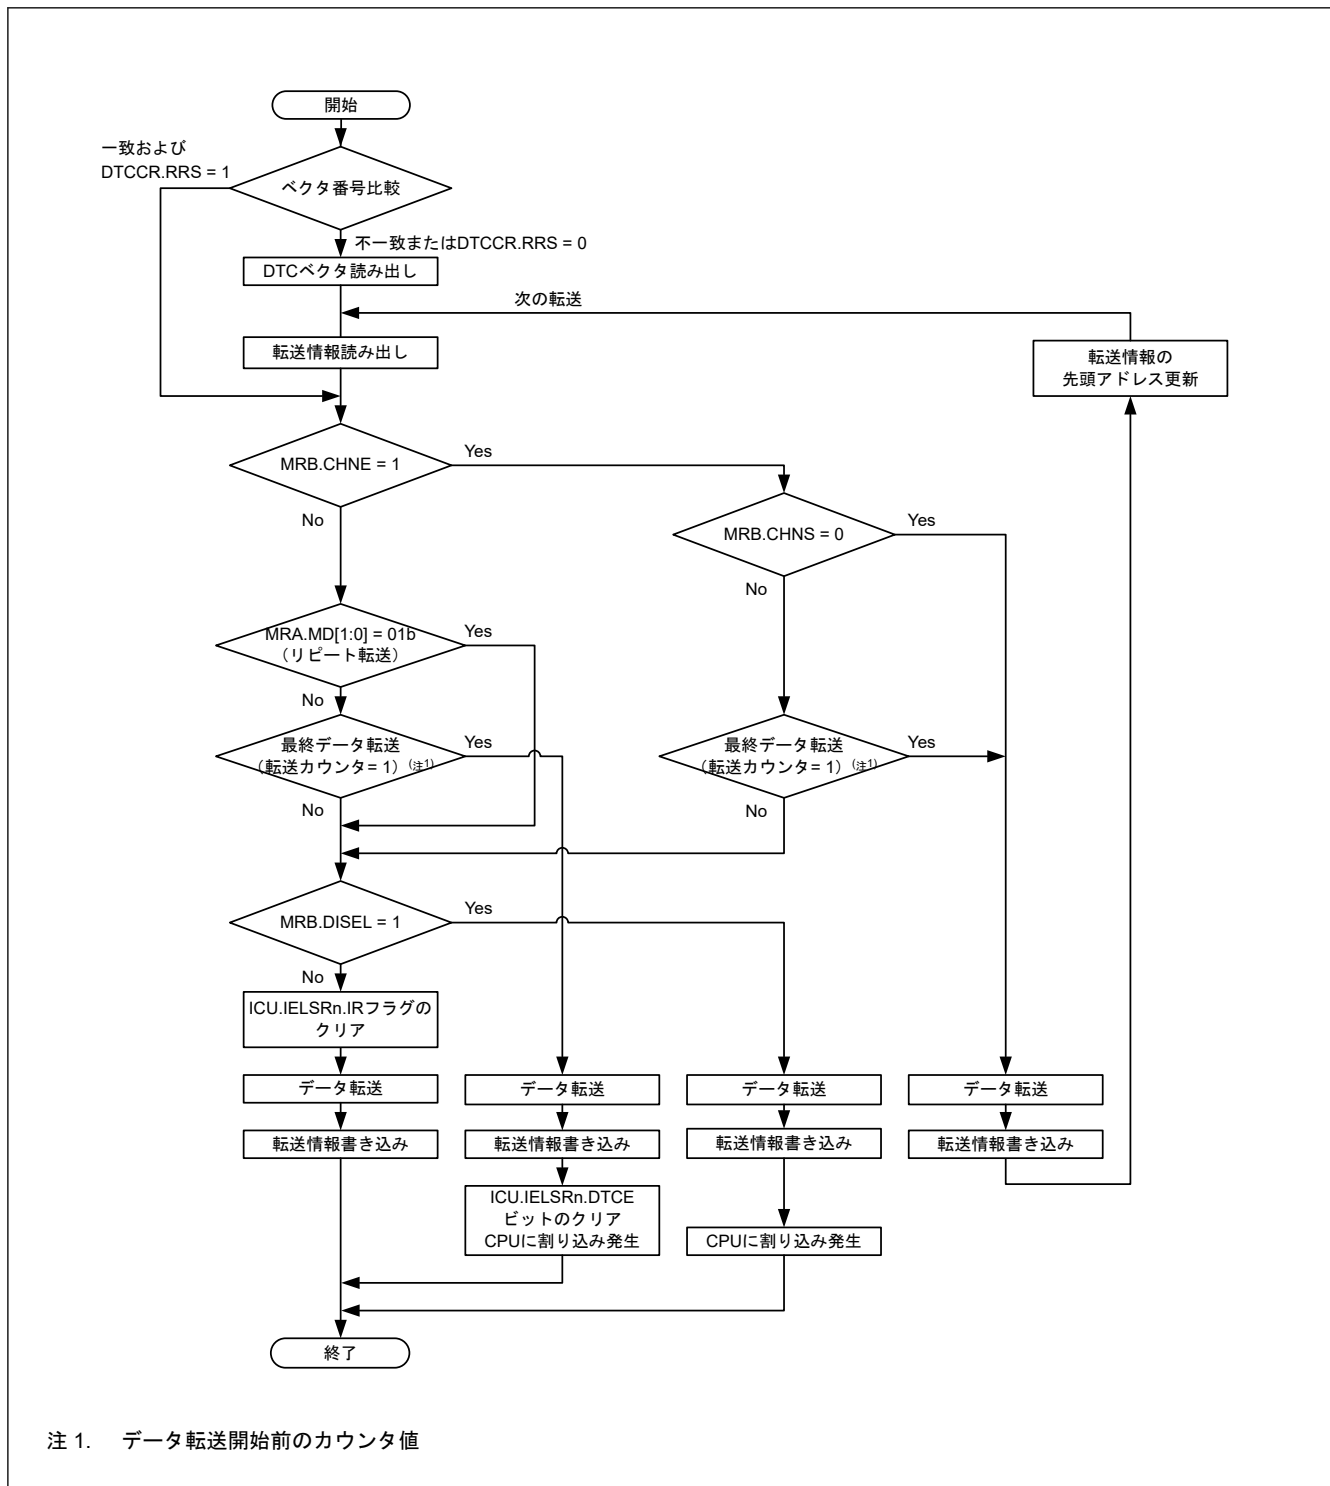 開始
一致および
DTCCR.RRS = 1
ベクタ番号比較
不一致またはDTCCR.RRS = 0
DTCベクタ読み出し
次の転送
転送情報読み出し
転送情報の
先頭アドレス更新
MRB.CHNE = 1
Yes
No
MRB.CHNS = 0
Yes
No
MRA.MD[1:0] = 01b
（リピート転送）
Yes
No
最終データ転送
（転送カウンタ= 1）(注1)
Yes
No
最終データ転送
（転送カウンタ= 1）(注1)
Yes
No
MRB.DISEL = 1
Yes
No
ICU.IELSRn.IRフラグの
クリア
データ転送
データ転送
データ転送
データ転送
転送情報書き込み
転送情報書き込み
転送情報書き込み
転送情報書き込み
ICU.IELSRn.DTCE
ビットのクリア
CPUに割り込み発生
CPUに割り込み発生
終了
注 1. データ転送開始前のカウンタ値